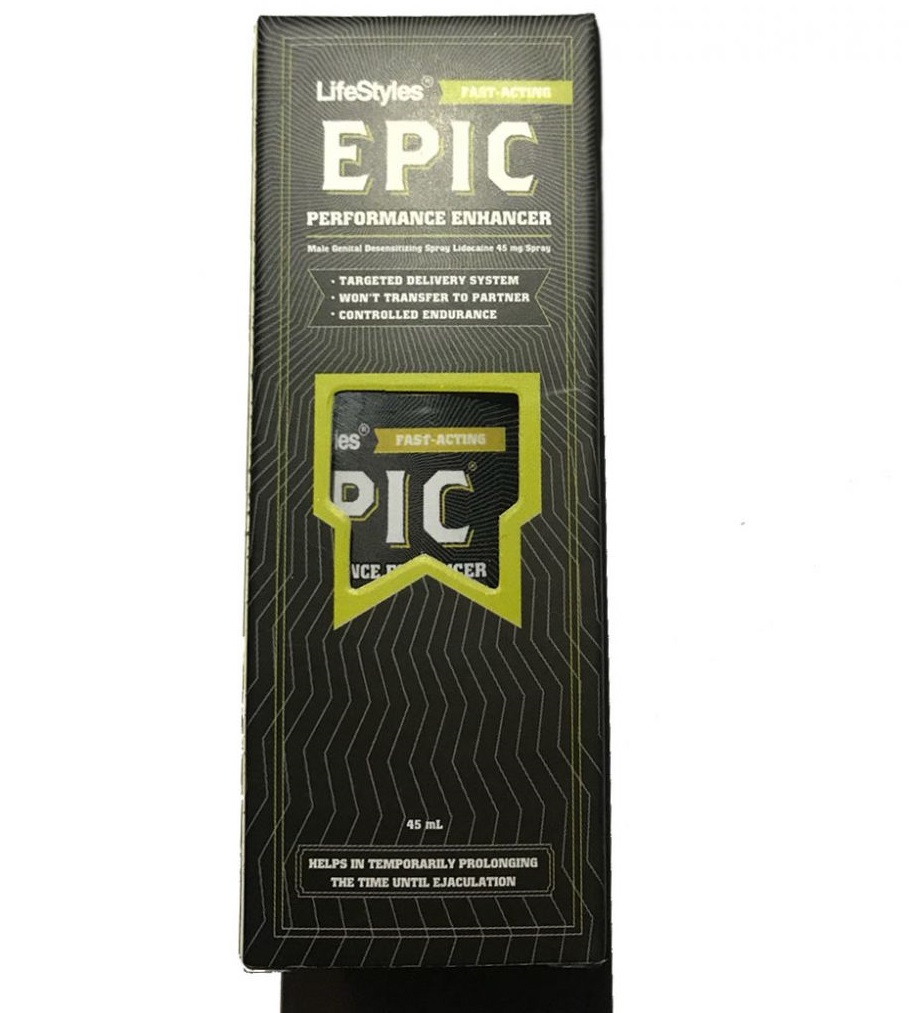 LifeStyles® FAST-ACTING
EPIC
PERFORMANCE ENHANCER
Male Genital Desensitizing Spray Lidocaine 45 mg/Spray
· TARGETED DELIVERY SYSTEM
· WON'T TRANSFER TO PARTNER
· CONTROLLED ENDURANCE
les® FAST-ACTING
PIC®
NCE CER
45 mL
HELPS IN TEMPORARILY PROLONGING
THE TIME UNTIL EJACULATION